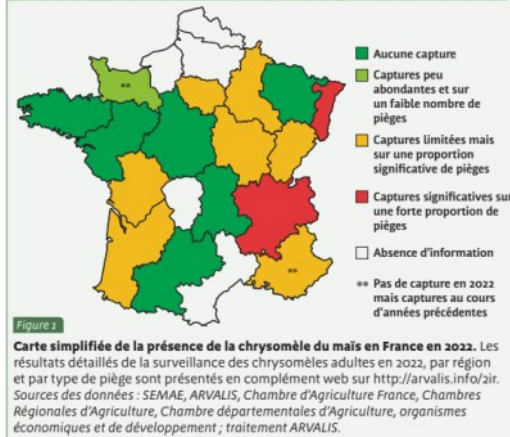 Aucune capture
Captures peu
abondantes et sur
un faible nombre de
pièges
Captures limitées mais
sur une proportion
significative de pièges
Captures significatives sur
une forte proportion de
pièges
Absence d'information
** Pas de capture en 2022
mais captures au cours
d'années précédentes
**
**
Figure 1
Carte simplifiée de la présence de la chrysomèle du maïs en France en 2022. Les
résultats détaillés de la surveillance des chrysomèles adultes en 2022, par région
et par type de piège sont présentés en complément web sur http://arvalis.info/2ir.
Sources des données : SEMAE, ARVALIS, Chambre d'Agriculture France, Chambres
Régionales d'Agriculture, Chambre départementales d'Agriculture, organismes
économiques et de développement ; traitement ARVALIS.